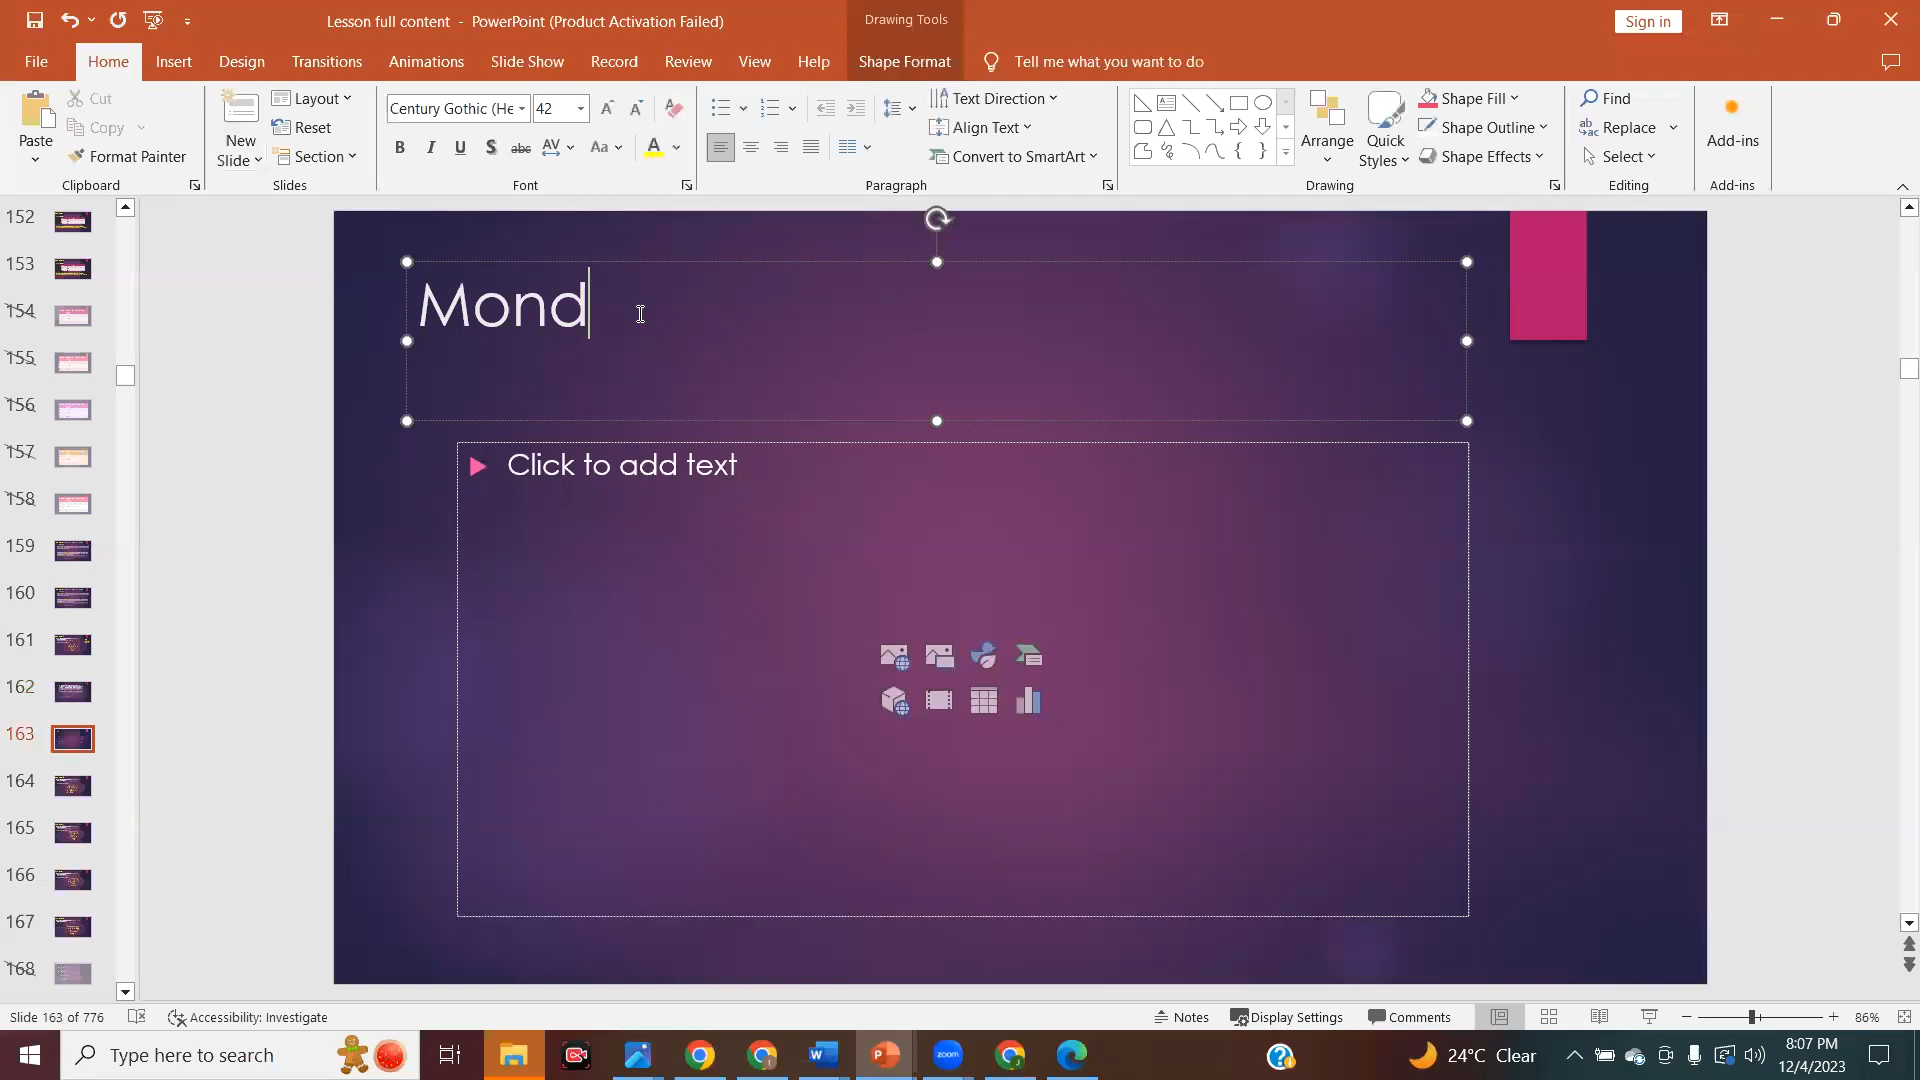 Lesson full content - PowerPoint (Product Activation Failed)
Drawing Tools
Sign in
File
Home
Insert
Design
Transitions
Animations
Slide Show
Record
Review
View
Help
Shape Format
Tell me what you want to do
Paste
Cut
Copy
Format Painter
Clipboard
New
Slide
Layout
Reset
Section
Slides
Century Gothic (He
42
B I U S abc AV Aa A
Font
Text Direction
Align Text
Convert to SmartArt
Paragraph
Arrange
Quick
Styles
Shape Fill
Shape Outline
Shape Effects
Drawing
Find
Replace
Select
Editing
Add-ins
Add-ins
152
153
154
155
156
157
158
159
160
161
162
163
164
165
166
167
168
Mond
Click to add text
Slide 163 of 776
Accessibility: Investigate
Notes
Display Settings
Comments
86%
Type here to search
zoom
24°C Clear
8:07 PM
12/4/2023